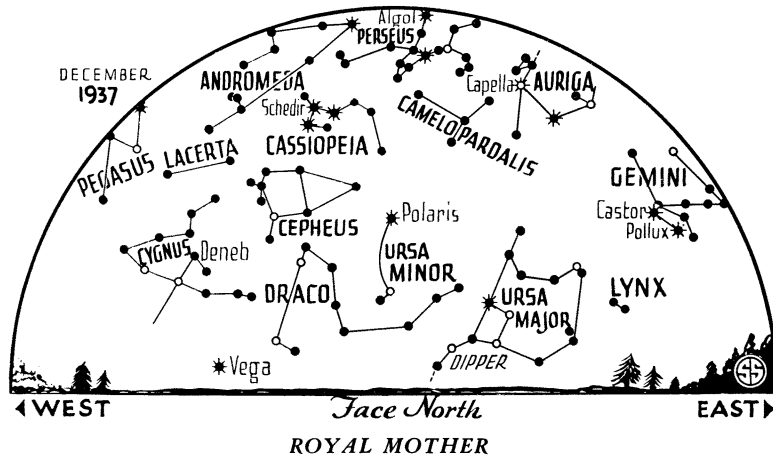 Algol
PERSEUS
DECEMBER
1937
ANDROMEDA
Capella
AURIGA
Schedir
CAMELOPARDALIS
CASSIOPEIA
PEGASUS
LACERTA
GEMINI
Castor
Pollux
Polaris
CEPHEUS
CYGNUS
Deneb
URSA
MINOR
DRACO
URSA
MAJOR
LYNX
DIPPER
Vega
SS
WEST
Face North
EAST
ROYAL MOTHER